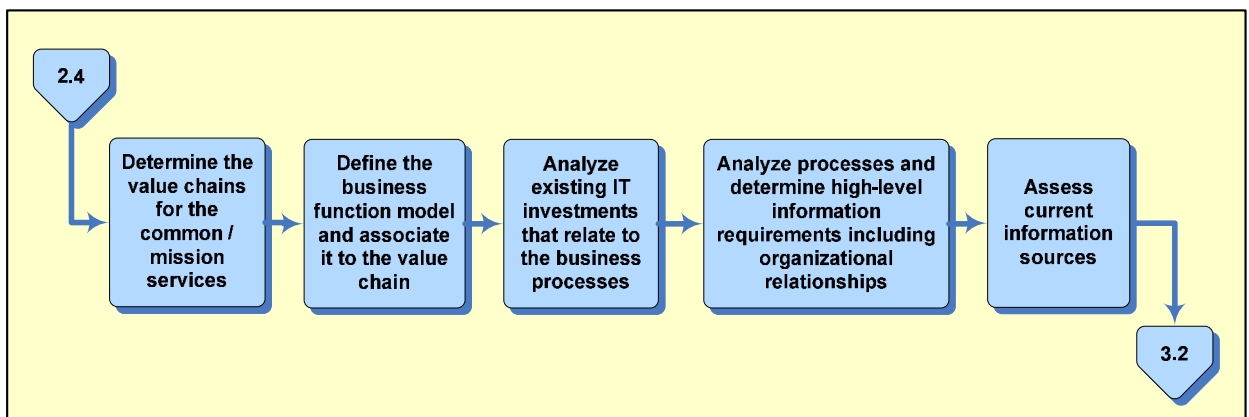 2.4
Determine the
value chains
for the
common /
mission
services
Define the
business
function model
and associate
it to the value
chain
Analyze
existing IT
investments
that relate to
the business
processes
Analyze processes and
determine high-level
information
requirements including
organizational
relationships
Assess
current
information
sources
3.2